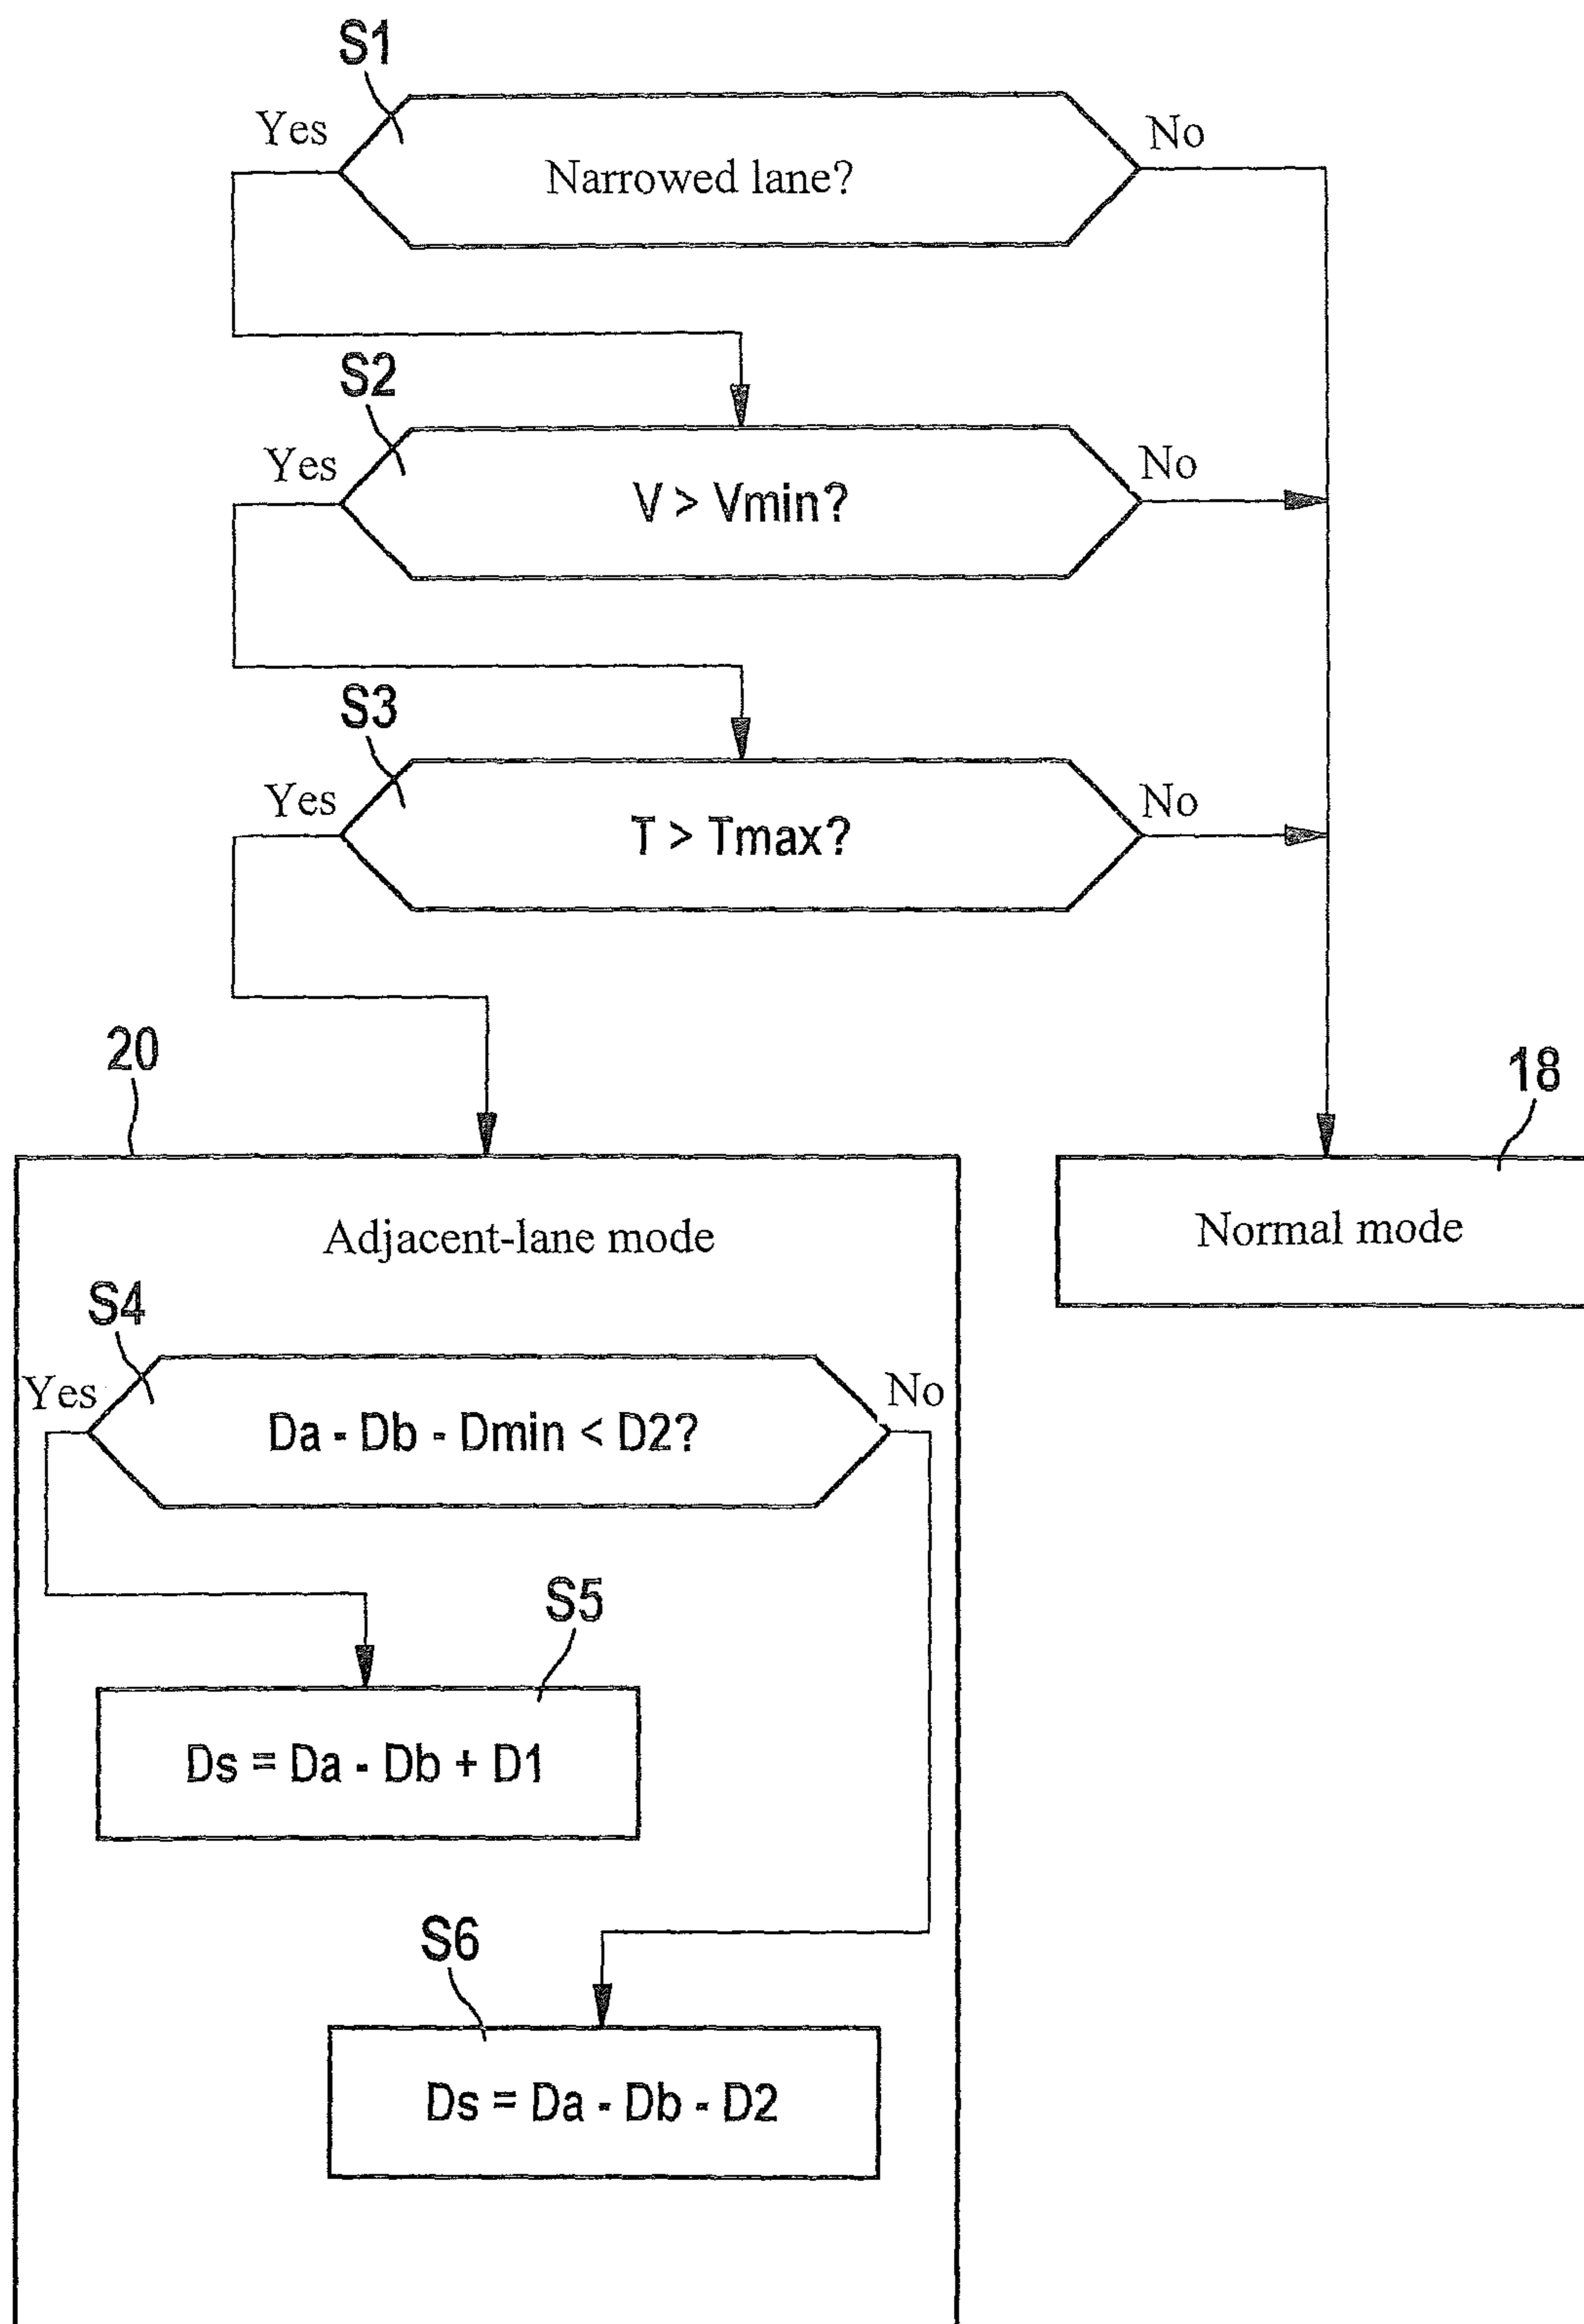 S1
Yes
No
Narrowed lane?
S2
Yes
No
V > Vmin?
S3
Yes
No
T > Tmax?
20
18
Adjacent-lane mode
Normal mode
S4
Yes
No
Da - Db - Dmin < D2?
S5
Ds = Da - Db + D1
S6
Ds = Da - Db - D2